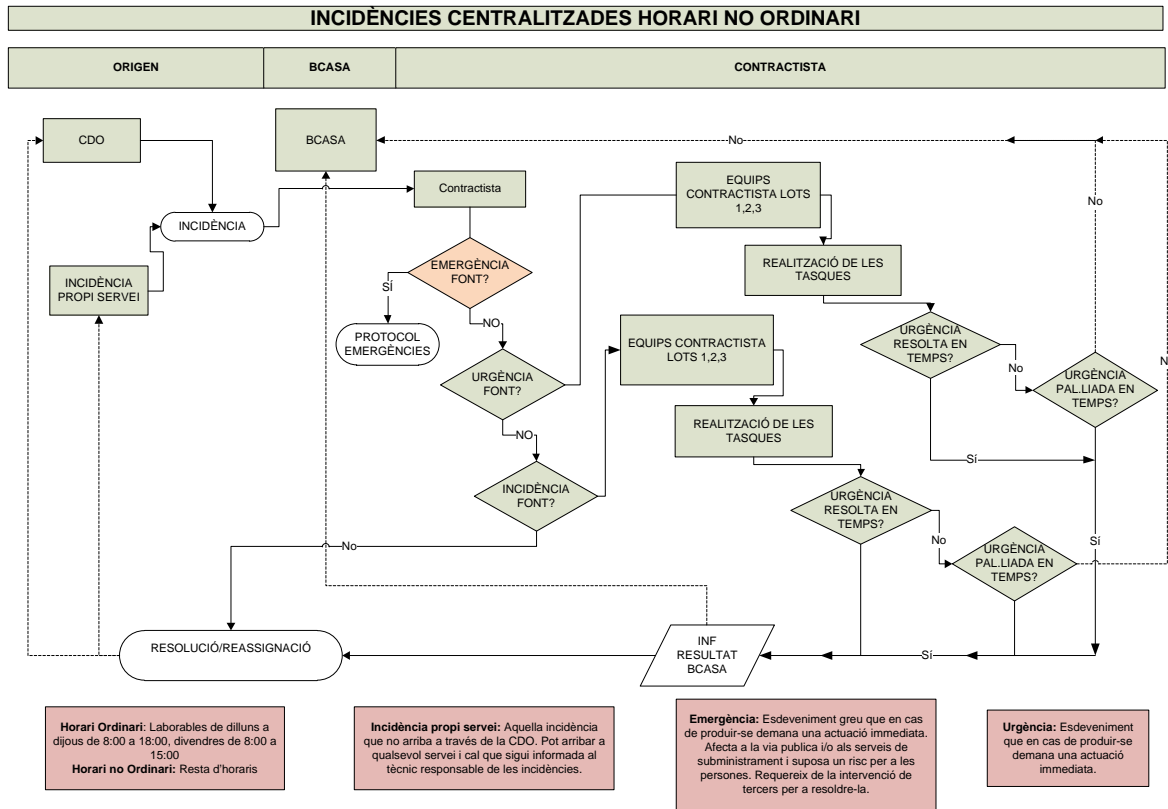 INCIDÈNCIES CENTRALITZADES HORARI NO ORDINARI
ORIGEN
BCASA
CONTRACTISTA
CDO
BCASA
No
Contractista
EQUIPS
CONTRACTISTA LOTS
1,2,3
No
INCIDÈNCIA
EMERGÈNCIA
FONT?
REALITZACIÓ DE LES
TASQUES
INCIDÈNCIA
PROPI SERVEI
SÍ
NO
PROTOCOL
EMERGÈNCIES
EQUIPS CONTRACTISTA
LOTS 1,2,3
URGÈNCIA
RESOLTA EN
TEMPS?
No
N
URGÈNCIA
FONT?
URGÈNCIA
PAL.LIADA EN
TEMPS?
REALITZACIÓ DE LES
TASQUES
NO
Sí
INCIDÈNCIA
FONT?
URGÈNCIA
RESOLTA EN
TEMPS?
No
No
Sí
URGÈNCIA
PAL.LIADA EN
TEMPS?
RESOLUCIÓ/REASSIGNACIÓ
INF
RESULTAT
BCASA
Sí
Horari Ordinari: Laborables de dilluns a
dijous de 8:00 a 18:00, divendres de 8:00 a
15:00
Horari no Ordinari: Resta d'horaris
Incidència propi servei: Aquella incidència
que no arriba a través de la CDO. Pot arribar a
qualsevol servei i cal que sigui informada al
tècnic responsable de les incidències.
Emergència: Esdeveniment greu que en cas
de produir-se demana una actuació immediata.
Afecta a la via publica i/o als serveis de
subministrament i suposa un risc per a les
persones. Requereix de la intervenció de
tercers per a resoldre-la.
Urgència: Esdeveniment
que en cas de produir-se
demana una actuació
immediata.